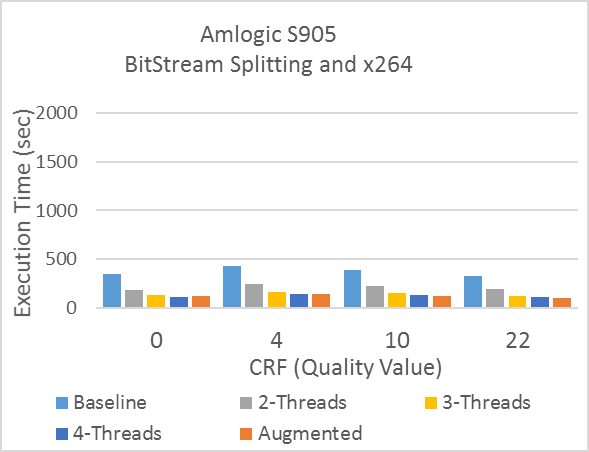 Amlogic S905
BitStream Splitting and x264
Execution Time (sec)
2000
1500
1000
500
0
0 4 10 22
CRF (Quality Value)
Baseline 2-Threads 3-Threads
4-Threads Augmented